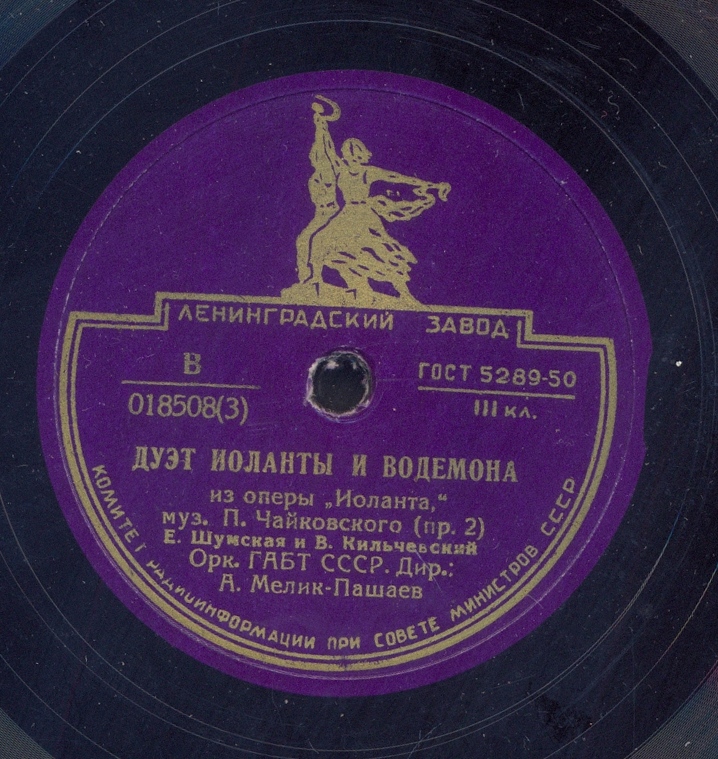 ЛЕНИНГРАДСКИЙ ЗАВОД
В
018508(3)
ГОСТ 5289-50
III кл.
ДУЭТ ИОЛАНТЫ И ВОДЕМОНА
из оперы „Иоланта,“
муз. П. Чайковского (пр. 2)
Е. Шумская и В. Кильчевский
Орк. ГАБТ СССР. Дир.:
А. Мелик-Пашаев
КОМИТЕТ РАДИОИНФОРМАЦИИ ПРИ СОВЕТЕ МИНИСТРОВ СССР